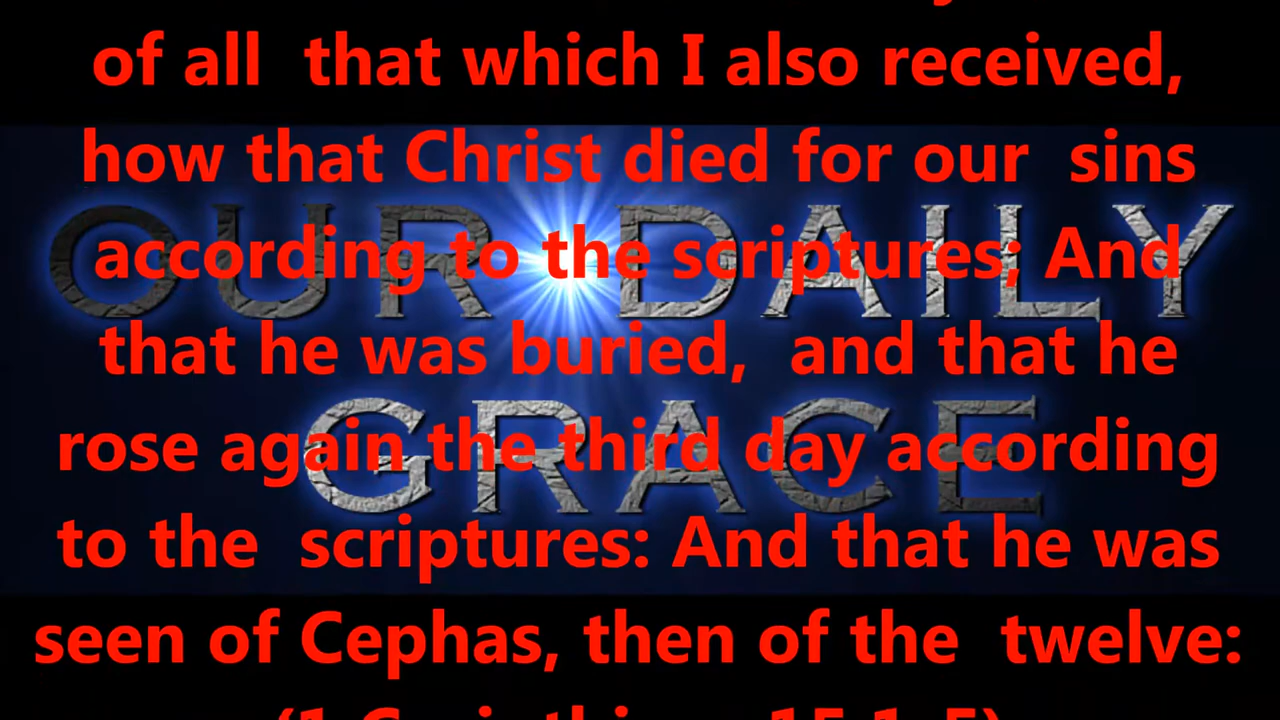 of all  that which I also received,
how that Christ died for our  sins
according to the scriptures; And
that he was buried,  and that he
rose again the third day according
to the  scriptures: And that he was
seen of Cephas, then of the  twelve:
OUR DAILY
GRACE